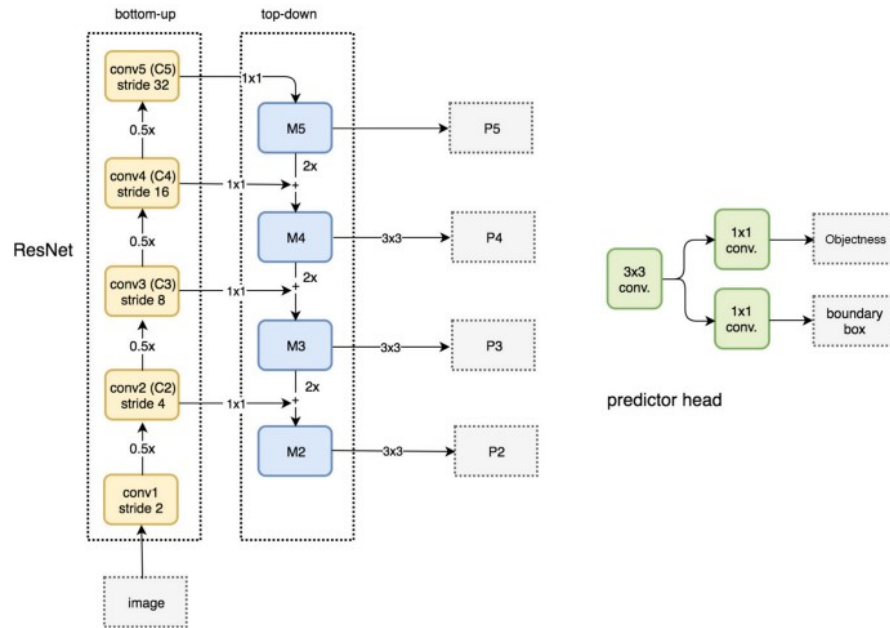 bottom-up
top-down
conv5 (C5)
stride 32
1x1
0.5x
M5
P5
2x
conv4 (C4)
stride 16
1x1
+
0.5x
M4
3x3
P4
2x
ResNet
conv3 (C3)
stride 8
1x1
+
0.5x
M3
3x3
P3
2x
conv2 (C2)
stride 4
1x1
+
0.5x
M2
3x3
P2
conv1
stride 2
image
3x3
conv.
1x1
conv.
Objectness
1x1
conv.
boundary
box
predictor head